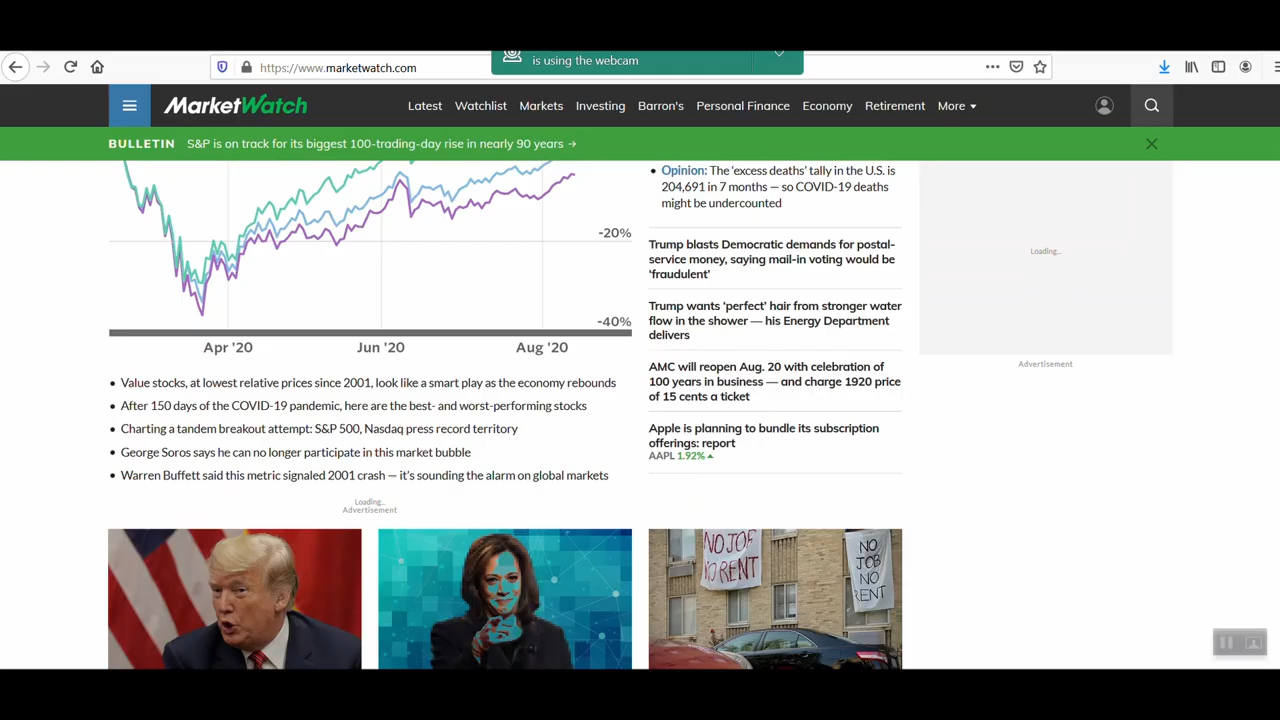 is using the webcam
https://www.marketwatch.com
MarketWatch
Latest Watchlist Markets Investing Barron's Personal Finance Economy Retirement More
BULLETIN S&P is on track for its biggest 100-trading-day rise in nearly 90 years →
-20%
-40%
Apr '20 Jun '20 Aug '20
• Value stocks, at lowest relative prices since 2001, look like a smart play as the economy rebounds
• After 150 days of the COVID-19 pandemic, here are the best- and worst-performing stocks
• Charting a tandem breakout attempt: S&P 500, Nasdaq press record territory
• George Soros says he can no longer participate in this market bubble
• Warren Buffett said this metric signaled 2001 crash — it's sounding the alarm on global markets
Loading...
Advertisement
• Opinion: The 'excess deaths' tally in the U.S. is
204,691 in 7 months — so COVID-19 deaths
might be undercounted
Trump blasts Democratic demands for postal-
service money, saying mail-in voting would be
'fraudulent'
Trump wants 'perfect' hair from stronger water
flow in the shower — his Energy Department
delivers
AMC will reopen Aug. 20 with celebration of
100 years in business — and charge 1920 price
of 15 cents a ticket
Apple is planning to bundle its subscription
offerings: report
AAPL 1.92%
Loading...
Advertisement
NO JOB
NO RENT
NO
JOB
NO
RENT